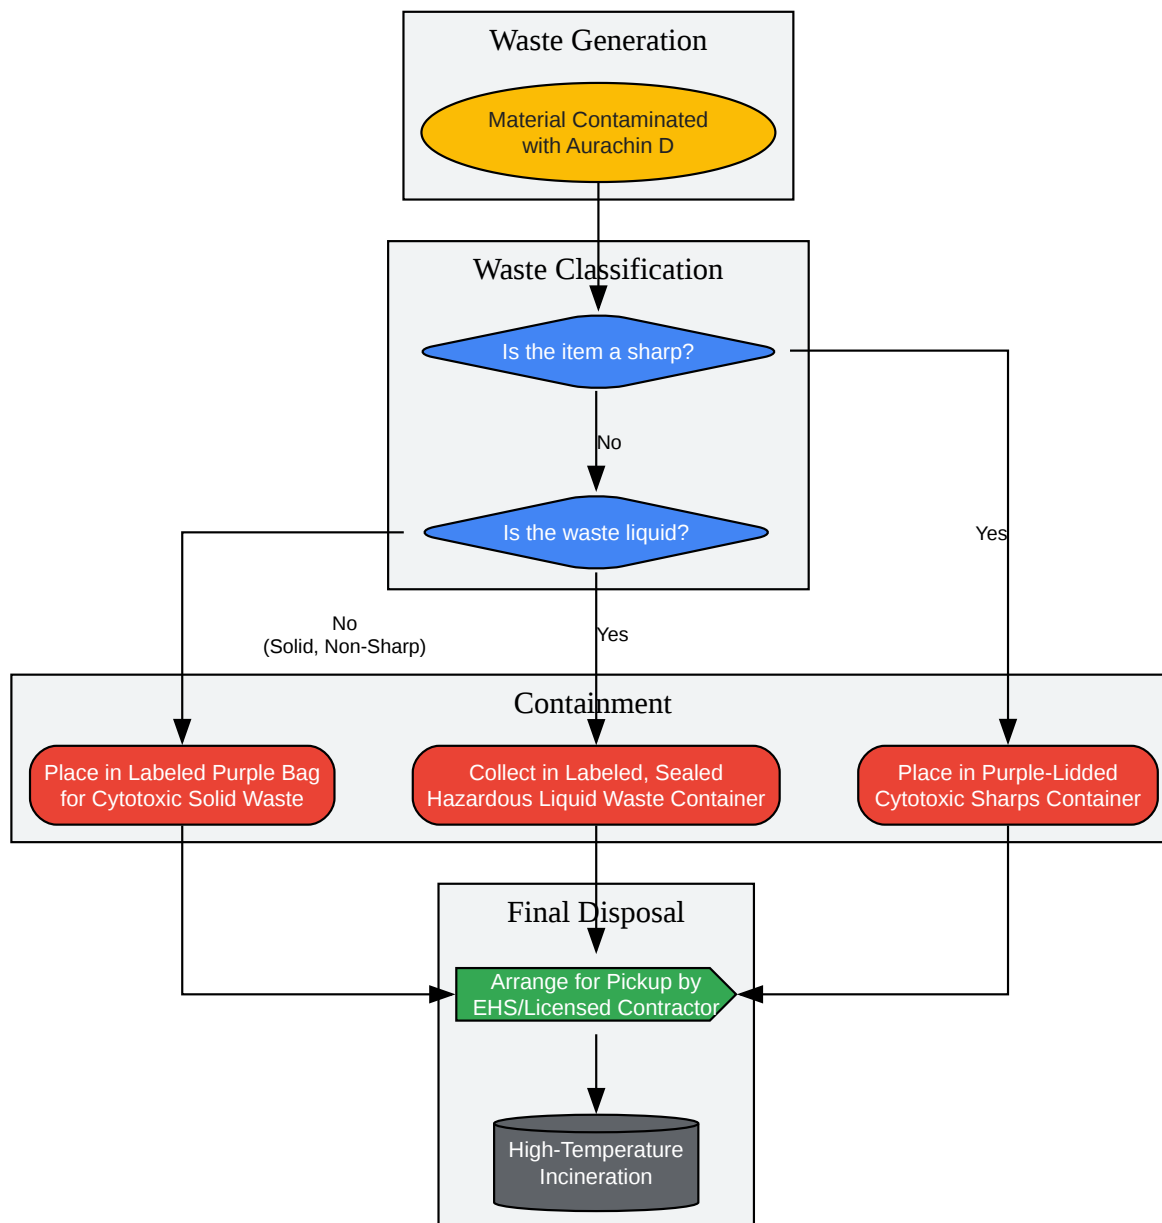 Waste Generation
Material Contaminated
with Aurachin D
Waste Classification
Is the item a sharp?
No
Is the waste liquid?
Yes
No
(Solid, Non-Sharp)
Yes
Containment
Place in Labeled Purple Bag
for Cytotoxic Solid Waste
Collect in Labeled, Sealed
Hazardous Liquid Waste Container
Place in Purple-Lidded
Cytotoxic Sharps Container
Final Disposal
Arrange for Pickup by
EHS/Licensed Contractor
High-Temperature
Incineration